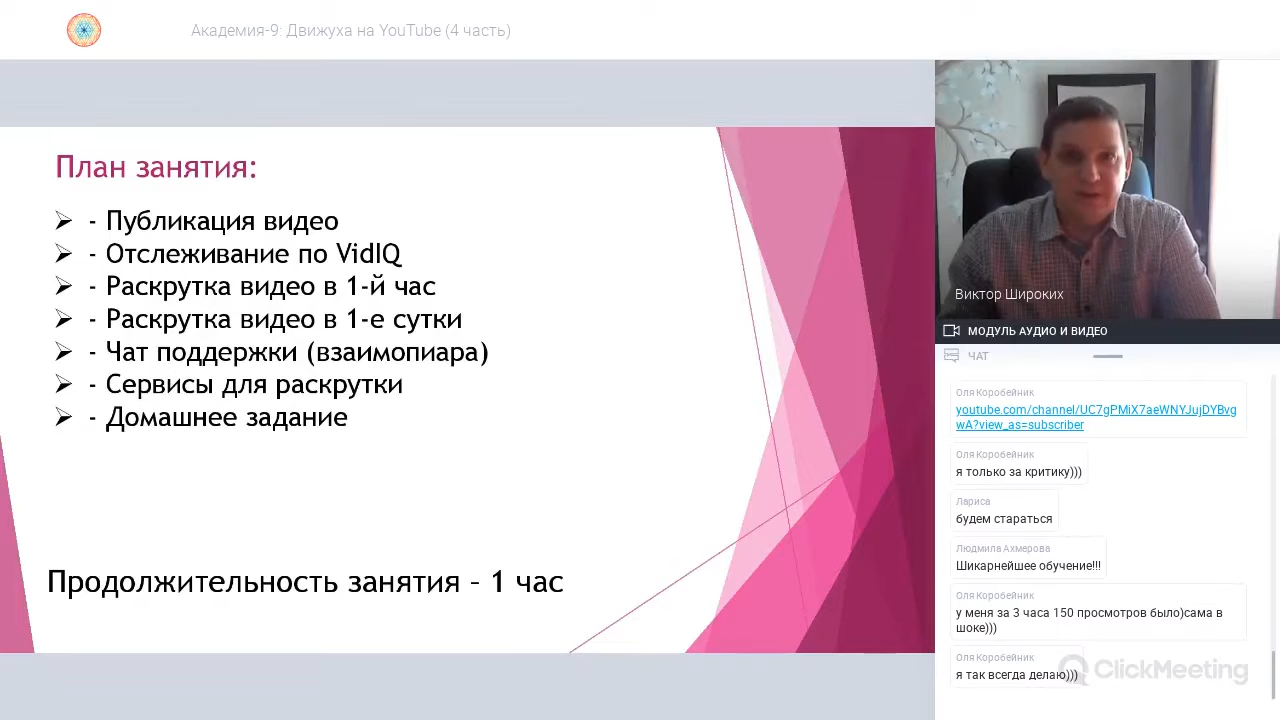 Академия-9: Движуха на YouTube (4 часть)
План занятия:
- Публикация видео
- Отслеживание по VidIQ
- Раскрутка видео в 1-й час
- Раскрутка видео в 1-е сутки
- Чат поддержки (взаимопиара)
- Сервисы для раскрутки
- Домашнее задание
Продолжительность занятия – 1 час
Виктор Широких
МОДУЛЬ АУДИО И ВИДЕО
ЧАТ
Оля Коробейник
youtube.com/channel/UC7gPMiX7aeWNYJujDYBvg
wA?view_as=subscriber
Оля Коробейник
я только за критику)))
Лариса
будем стараться
Людмила Ахмерова
Шикарнейшее обучение!!!
Оля Коробейник
у меня за 3 часа 150 просмотров было)сама в
шоке)))
Оля Коробейник
я так всегда делаю)))
ClickMeeting